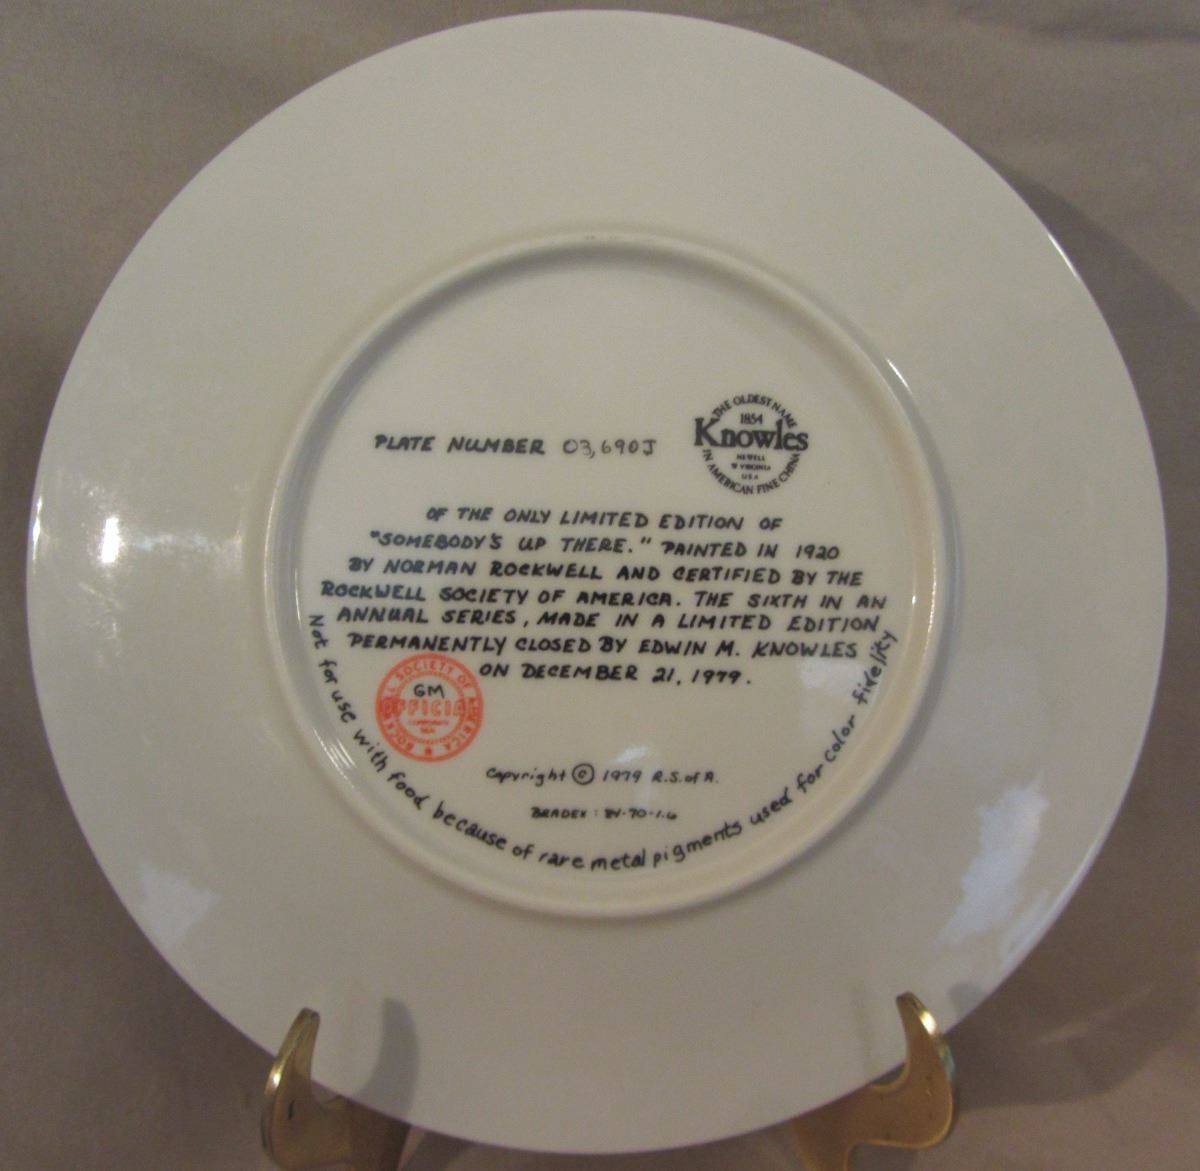 PLATE NUMBER 03,690J
THE OLDEST NAME
1854
Knowles
NEWELL
W VIRGINIA
USA
IN AMERICAN FINE CHINA
OF THE ONLY LIMITED EDITION OF
"SOMEBODY'S UP THERE." PAINTED IN 1920
BY NORMAN ROCKWELL AND CERTIFIED BY THE
ROCKWELL SOCIETY OF AMERICA. THE SIXTH IN AN
ANNUAL SERIES, MADE IN A LIMITED EDITION
PERMANENTLY CLOSED BY EDWIN M. KNOWLES
ON DECEMBER 21, 1979.
SOCIETY OF AMERICA
GM
OFFICIAL
Copyright © 1979 R.S.of A.
BRADEX : 84-70-1.6
Not for use with food because of rare metal pigments used for color fidelity